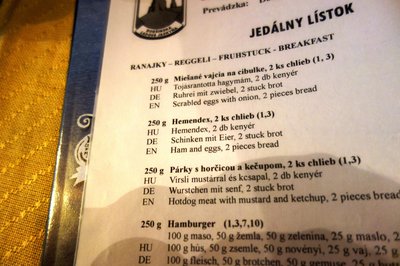 Prevádzka:
JEDÁLNY LÍSTOK
RANAJKY – REGGELI – FRUHSTUCK - BREAKFAST
250 g Miešané vajcia na cibuľke, 2 ks chlieb (1, 3)
HU Tojásrantotta hagymám, 2 db kenyér
DE Ruhrei mit zwiebel, 2 stuck brot
EN Scrabled eggs with onion, 2 pieces bread
250 g Hemendex, 2 ks chlieb (1, 3)
HU Hemendex, 2 db kenyér
DE Schinken mit Eier, 2 stuck brot
EN Ham and eggs, 2 pieces bread
250 g Párky s horčicou a kečupom, 2 ks chlieb (1,3)
HU Virsli mustárral és kcsapal, 2 db kenyér
DE Wurstchen mit senf, 2 stuck brot
EN Hotdog meat with mustard and ketchup, 2 pieces bread
250 g Hamburger (1,3,7,10)
100 g maso, 50 g žemla, 50 g zelenina, 25 g
HU 100 g hús, 50 g zsemle, 50 g növényi, 25 g vaj, 25 g
DE 100 g fleisch, 50 g brotchen, 50 g gemuse, 25 g